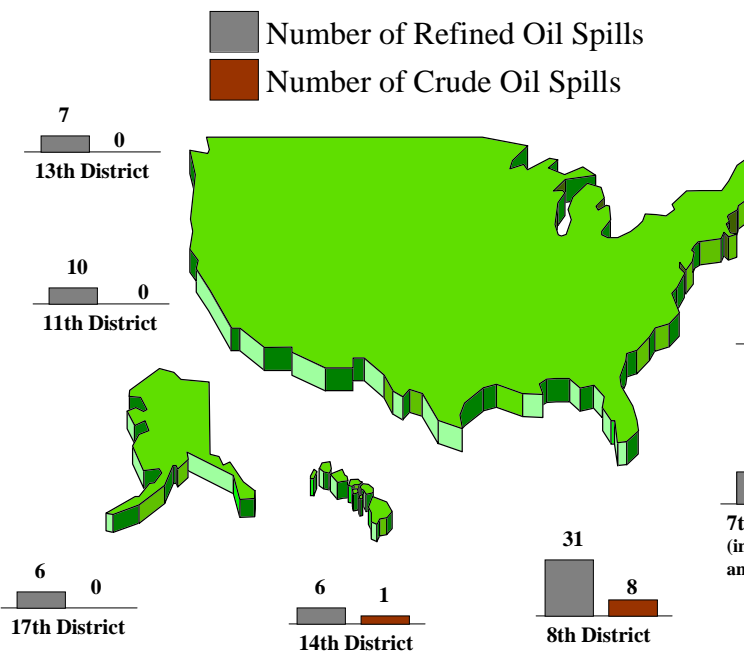 Number of Refined Oil Spills
Number of Crude Oil Spills
7
0
13th District
10
0
11th District
6
0
17th District
6
1
14th District
31
8
8th District